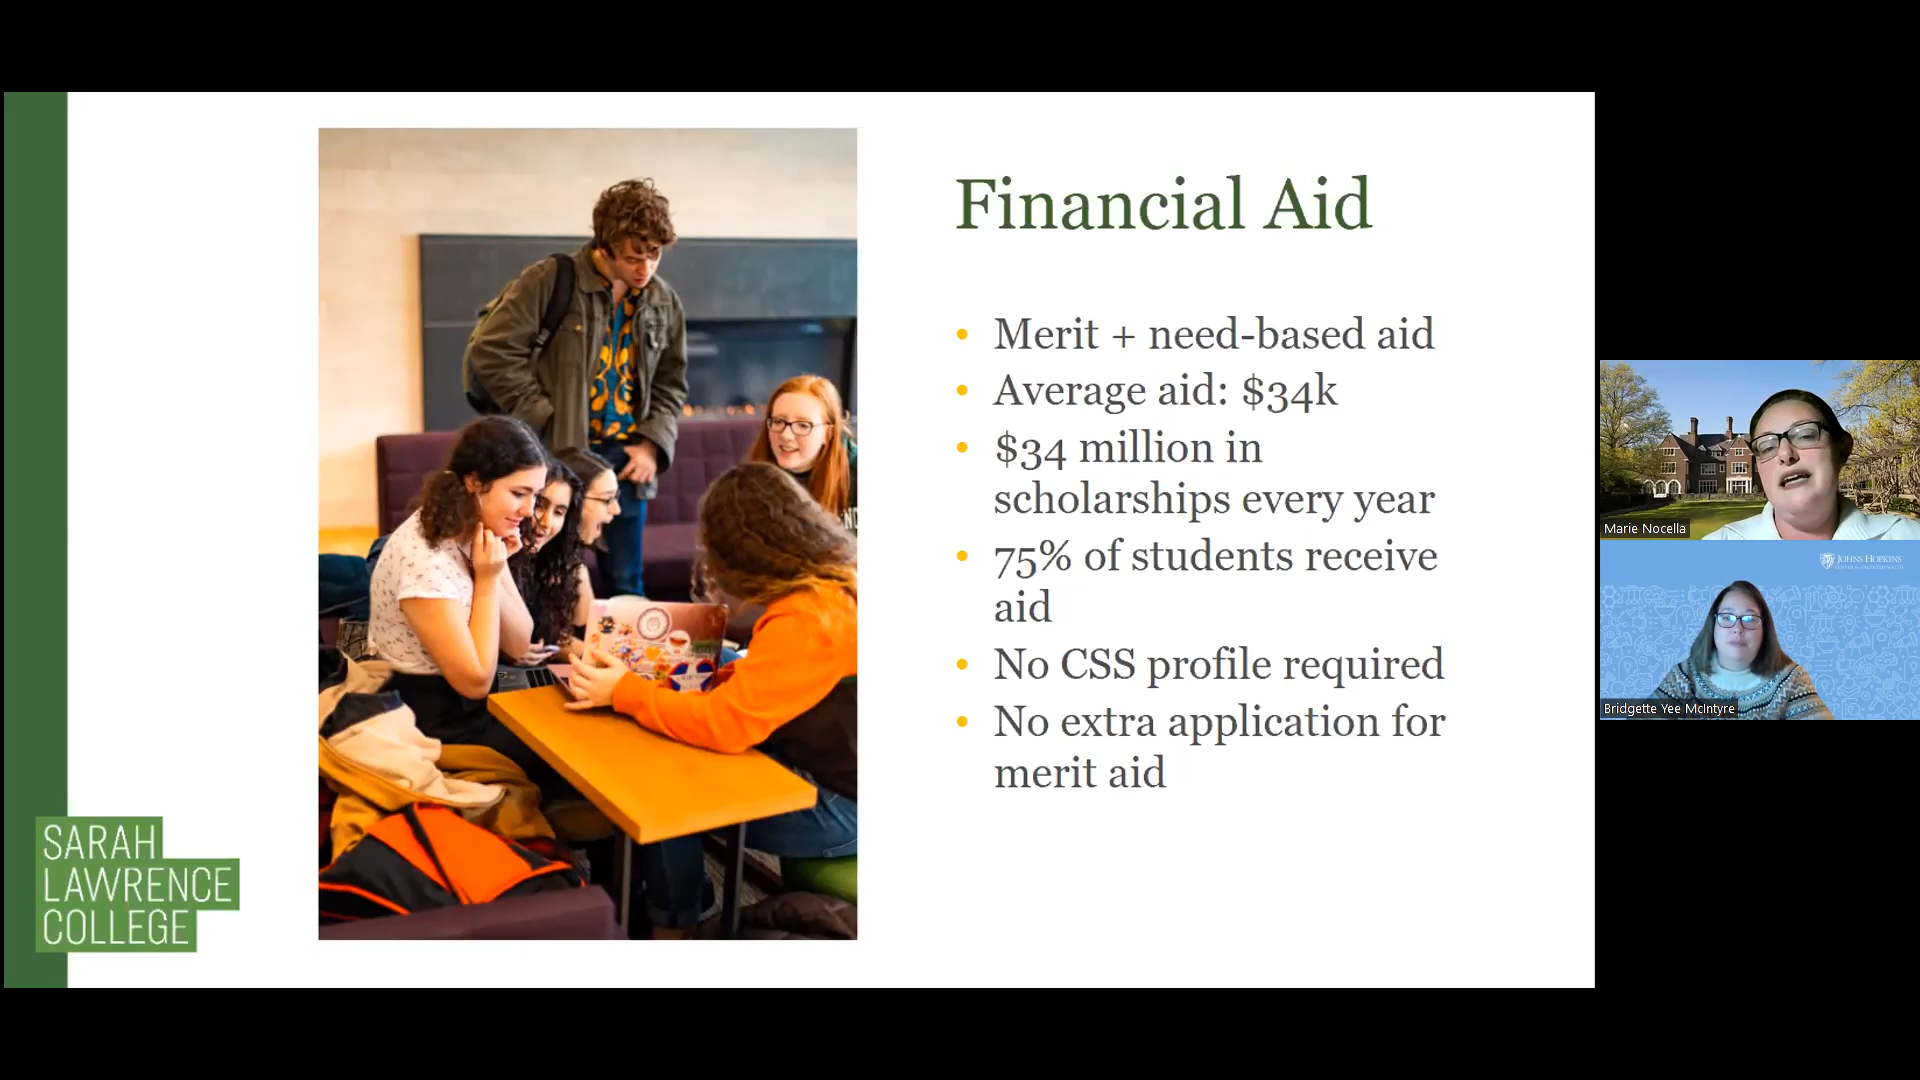 Financial Aid
• Merit + need-based aid
• Average aid: $34k
• $34 million in
scholarships every year
• 75% of students receive
aid
• No CSS profile required
• No extra application for
merit aid
SARAH
LAWRENCE
COLLEGE
Marie Nocella
JOHNS HOPKINS
Bridgette Yee McIntyre